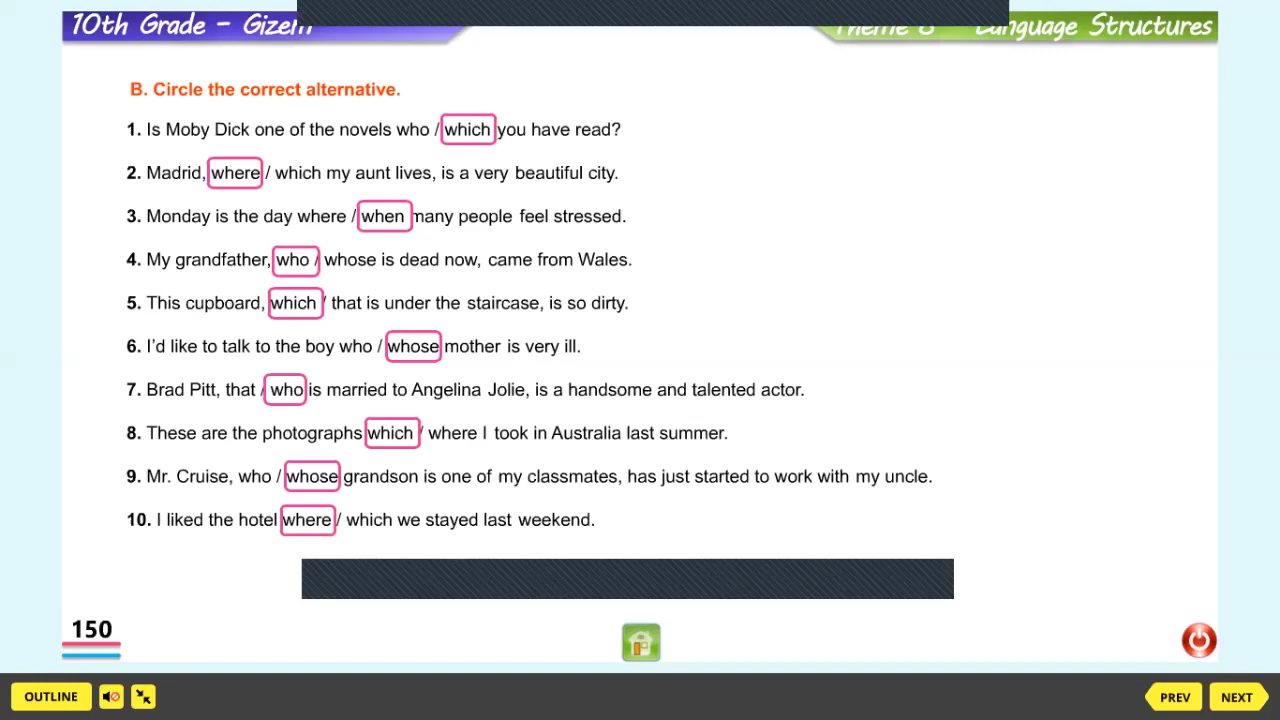 10th Grade - Gizem
Theme 8 Language Structures
B. Circle the correct alternative.
1. Is Moby Dick one of the novels who / which you have read?
2. Madrid, where / which my aunt lives, is a very beautiful city.
3. Monday is the day where / when many people feel stressed.
4. My grandfather, who / whose is dead now, came from Wales.
5. This cupboard, which / that is under the staircase, is so dirty.
6. I’d like to talk to the boy who / whose mother is very ill.
7. Brad Pitt, that / who is married to Angelina Jolie, is a handsome and talented actor.
8. These are the photographs which / where I took in Australia last summer.
9. Mr. Cruise, who / whose grandson is one of my classmates, has just started to work with my uncle.
10. I liked the hotel where / which we stayed last weekend.
150
OUTLINE
PREV
NEXT